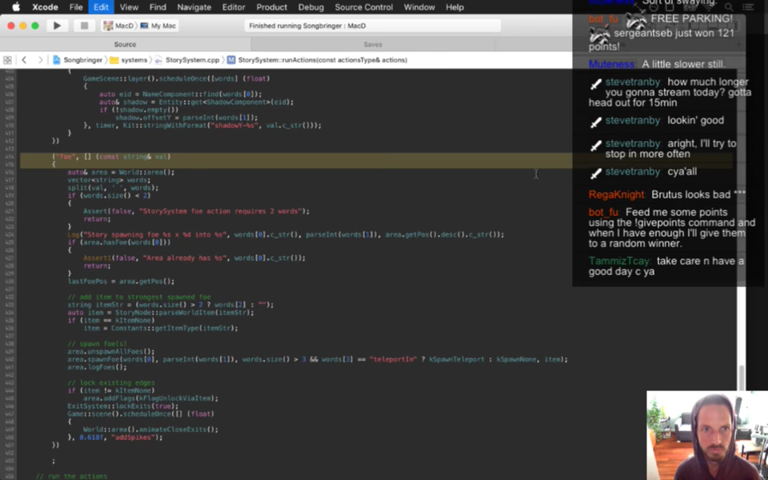 Xcode File Edit View Find Navigate Editor Product Debug Source Control Window Help
MacD My Mac
Finished running Songbringer : MacD
Source
Saves
Songbringer systems StorySystem.cpp StorySystem::runActions(const actionsType& actions)
GameScene::layer().scheduleOnce([words] (float)
{
auto eid = NameComponent::find(words[0]);
auto& shadow = Entity::get<ShadowComponent>(eid);
if (!shadow.empty())
shadow.offsetY = parseInt(words[1]);
}, timer, Kit::stringWithFormat("shadowY-%s", val.c_str()));
})
("foe", [] (const string& val)
{
auto& area = World::area();
vector<string> words;
split(val, ' ', words);
if (words.size() < 2)
{
Assert(false, "StorySystem foe action requires 2 words");
return;
}
Log("Story spawning foe %s x %d into %s", words[0].c_str(), parseInt(words[1]), area.getPos().desc().c_str());
if (area.hasFoe(words[0]))
{
Assert(false, "Area already has %s", words[0].c_str());
return;
}
lastFoePos = area.getPos();
// add item to strongest spawned foe
string itemStr = (words.size() > 2 ? words[2] : "");
auto item = StoryNode::parseWorldItem(itemStr);
if (item == kItemNone)
item = Constants::getItemType(itemStr);
// spawn foe(s)
area.unspawnAllFoes();
area.spawnFoe(words[0], parseInt(words[1]), words.size() > 3 && words[3] == "teleportIn" ? kSpawnTeleport : kSpawnNone, item);
area.logFoes();
// lock existing edges
if (item != kItemNone)
area.addFlags(kFlagUnlockViaItem);
ExitSystem::lockExits(true);
Game::scene().scheduleOnce([] (float)
{
World::area().animateCloseExits();
}, 0.618f, "addSpikes");
})
;
// run the actions
Sort of swaying.
bot_fu FREE PARKING!
sergeantseb just won 121
points!
Muteness: A little slower still.
stevetranby how much longer
you gonna stream today? gotta
head out for 15min
stevetranby lookin' good
stevetranby aright, I'll try to
stop in more often
stevetranby cya'all
RegaKnight: Brutus looks bad ***
bot_fu Feed me some points
using the !givepoints command and
when I have enough I'll give them
to a random winner.
TammizTcay: take care n have a
good day c ya